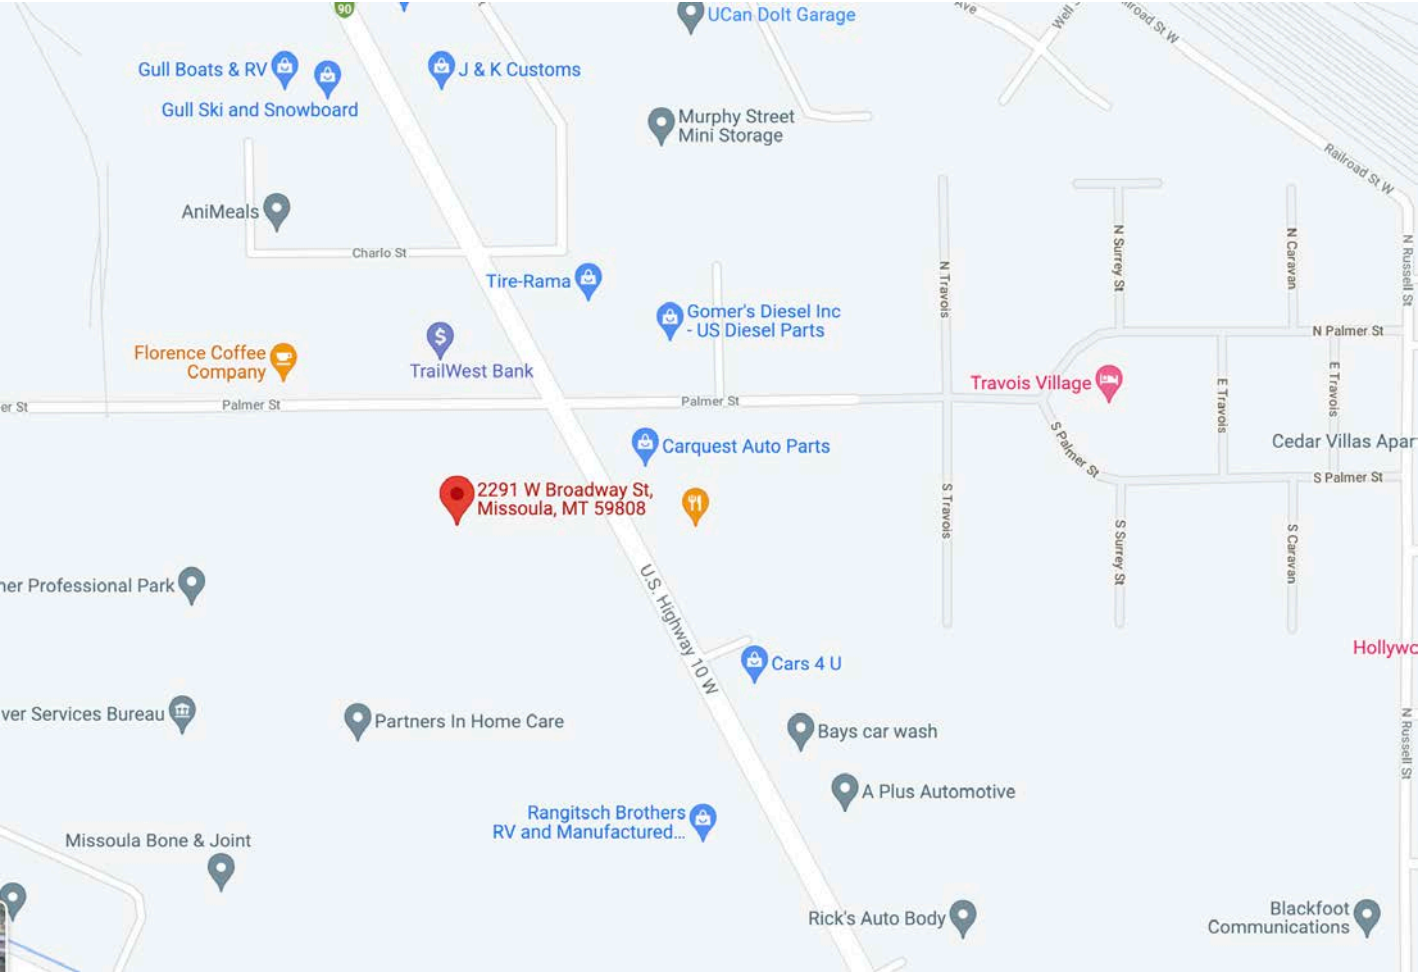 90
UCan DoIt Garage
Ave
Railroad St W
Gull Boats & RV
J & K Customs
Gull Ski and Snowboard
Murphy Street
Mini Storage
Railroad St W
AniMeals
Charlo St
N Surrey St
N Caravan
N Russell St
N Travois
Tire-Rama
Gomer's Diesel Inc
- US Diesel Parts
N Palmer St
Florence Coffee
Company
TrailWest Bank
Travois Village
E Travois
E Travois
er St
Palmer St
Palmer St
S Palmer St
Carquest Auto Parts
Cedar Villas Apar
S Palmer St
2291 W Broadway St,
Missoula, MT 59808
S Travois
S Surrey St
S Caravan
ner Professional Park
U.S. Highway 10 W
Cars 4 U
Hollywo
ver Services Bureau
Partners In Home Care
Bays car wash
N Russell St
A Plus Automotive
Rangitsch Brothers
RV and Manufactured...
Missoula Bone & Joint
Rick's Auto Body
Blackfoot
Communications